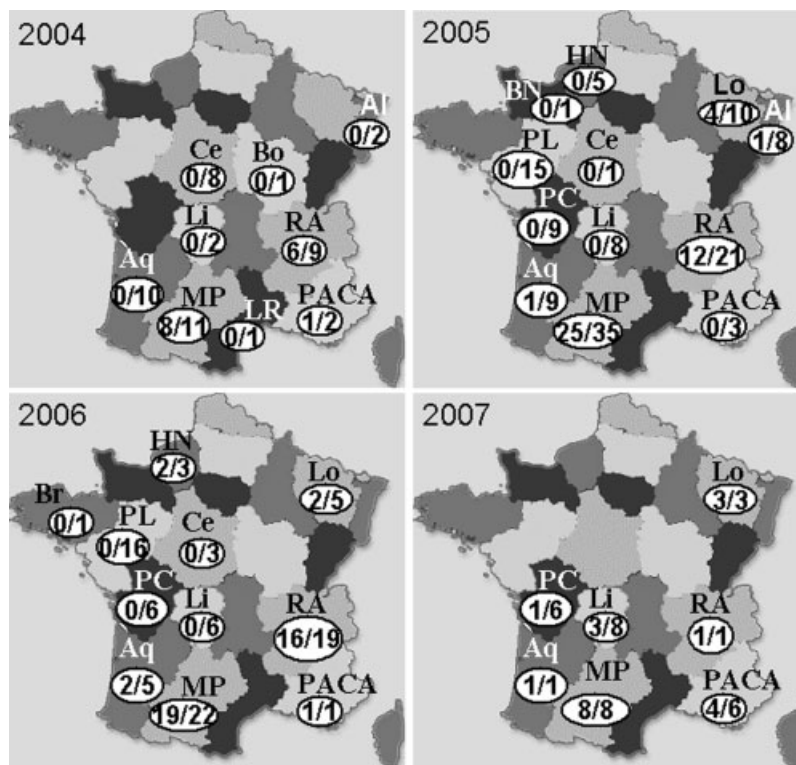 2004
Al
0/2
Ce
0/8
Bo
0/1
Li
0/2
RA
6/9
Aq
0/10
MP
8/11
LR
0/1
PACA
1/2
2005
HN
0/5
BN
0/1
Lo
4/10
Al
1/8
PL
0/15
Ce
0/1
PC
0/9
Li
0/8
RA
12/21
Aq
1/9
MP
25/35
PACA
0/3
2006
HN
2/3
Br
0/1
Lo
2/5
PL
0/16
Ce
0/3
PC
0/6
Li
0/6
RA
16/19
Aq
2/5
MP
19/22
PACA
1/1
2007
Lo
3/3
PC
1/6
Li
3/8
RA
1/1
Aq
1/1
MP
8/8
PACA
4/6